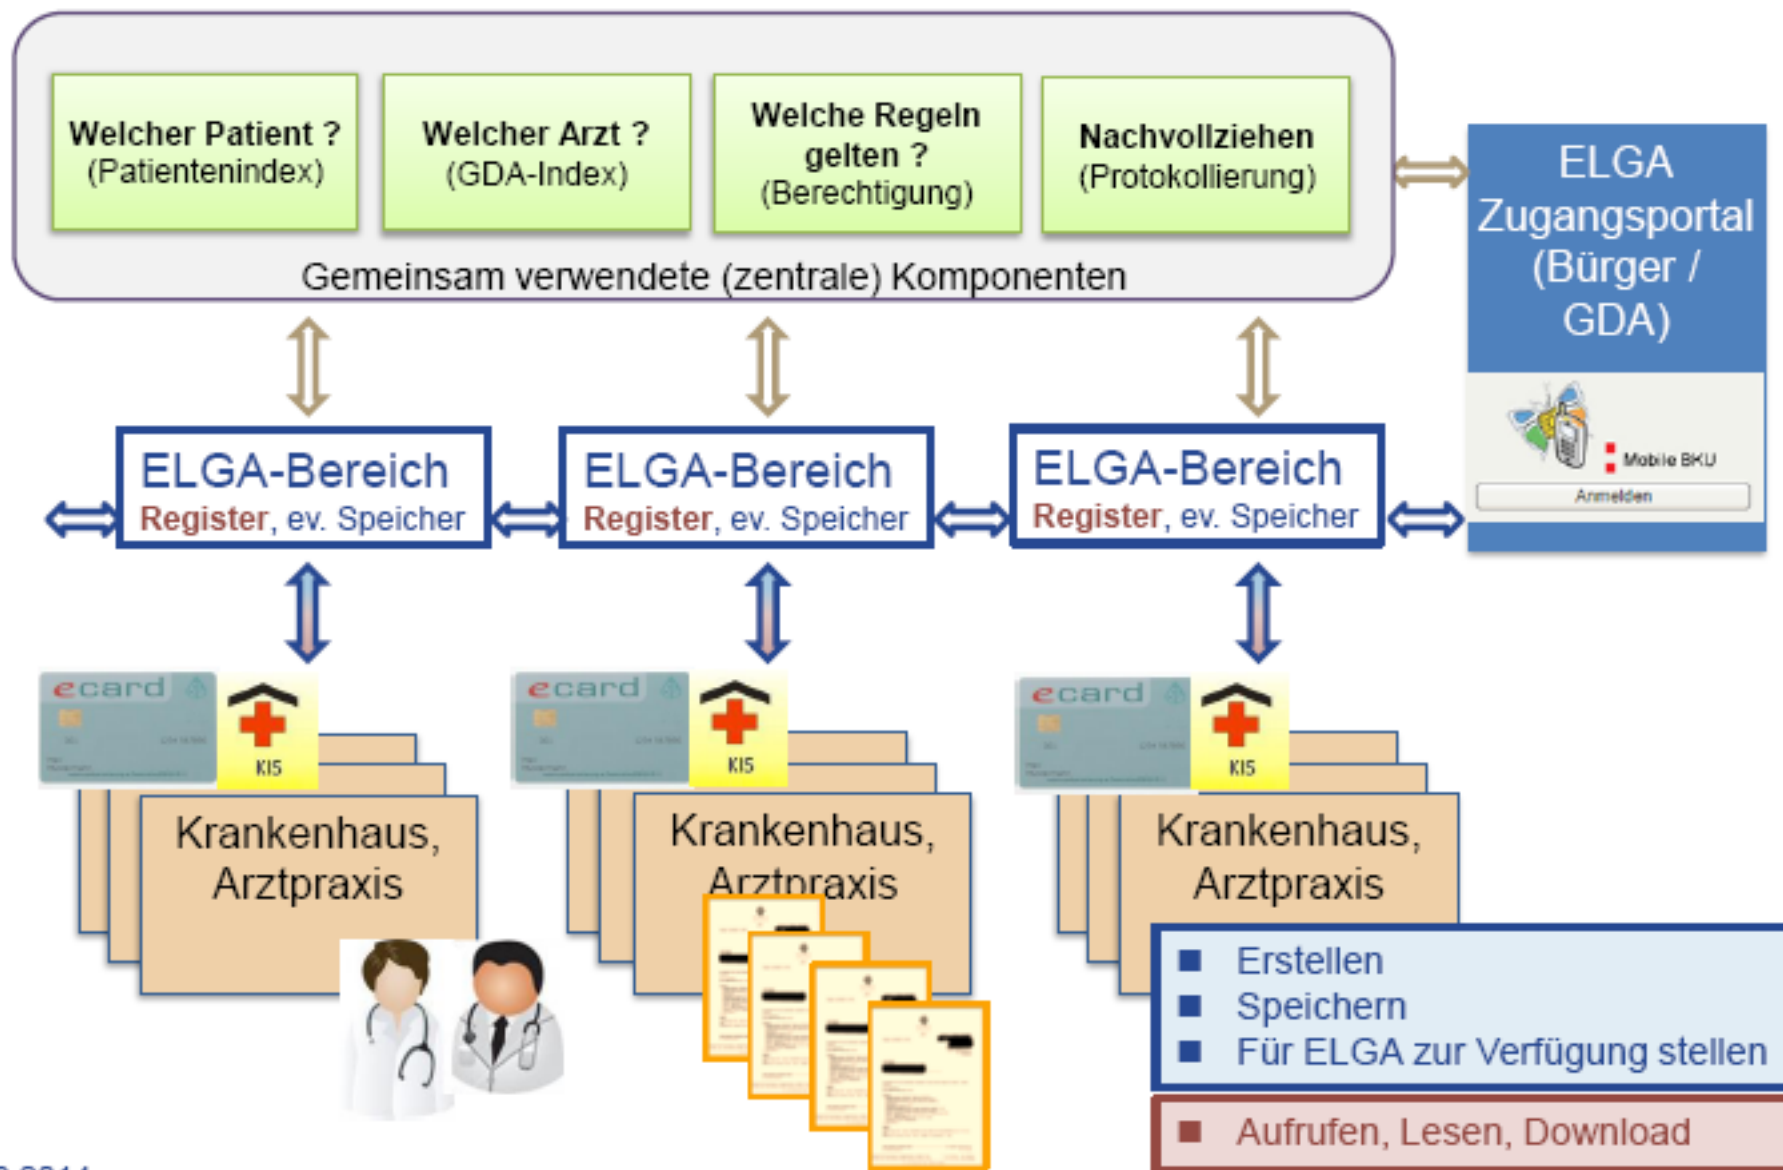 Welcher Patient ?
(Patientenindex)
Welcher Arzt ?
(GDA-Index)
Welche Regeln
gelten ?
(Berechtigung)
Nachvollziehen
(Protokollierung)
Gemeinsam verwendete (zentrale) Komponenten
ELGA
Zugangsportal
(Bürger /
GDA)
Mobile BKU
Anmelden
ELGA-Bereich
Register, ev. Speicher
ELGA-Bereich
Register, ev. Speicher
ELGA-Bereich
Register, ev. Speicher
ecard
KIS
Krankenhaus,
Arztpraxis
ecard
KIS
Krankenhaus,
Arztpraxis
ecard
KIS
Krankenhaus,
Arztpraxis
Erstellen
Speichern
Für ELGA zur Verfügung stellen
Aufrufen, Lesen, Download